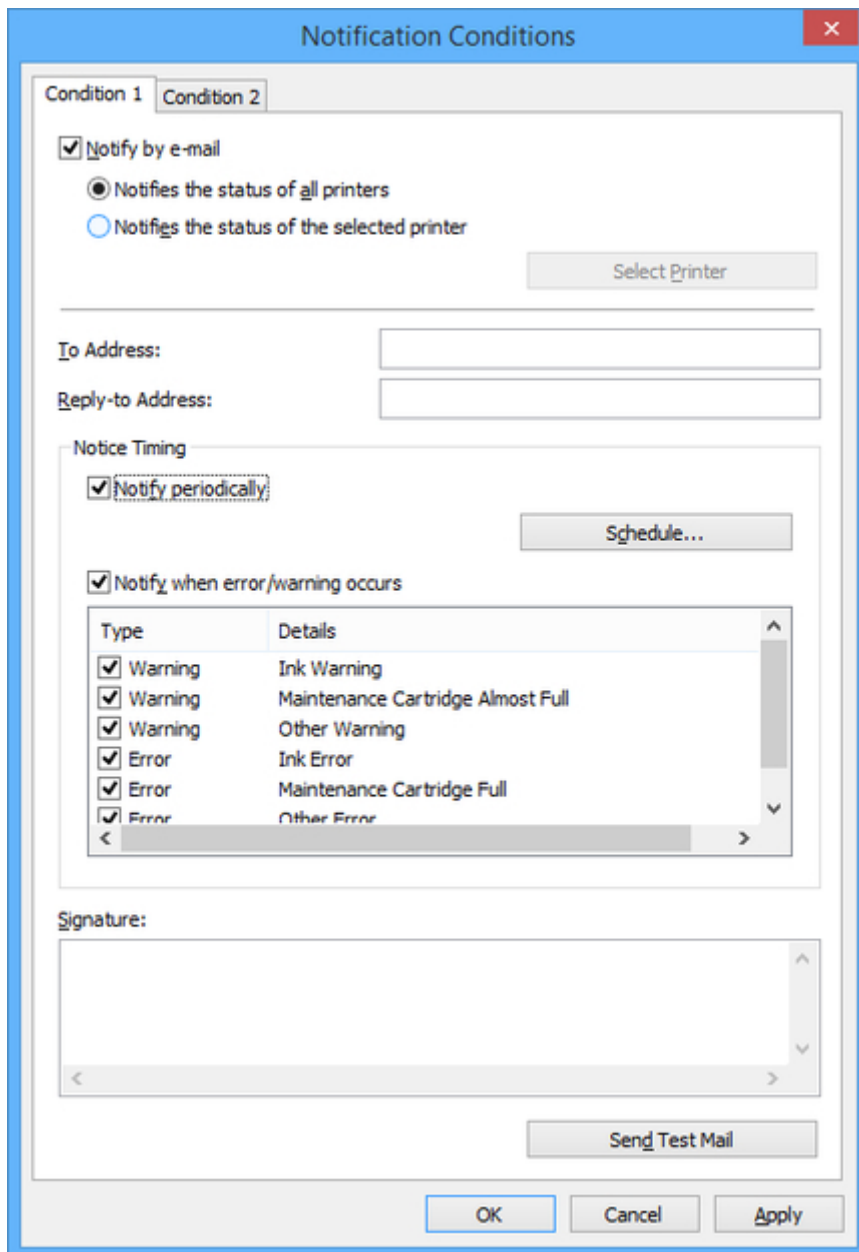 Notification Conditions
Condition 1 Condition 2
Notify by e-mail
Notifies the status of all printers
Notifies the status of the selected printer
Select Printer
To Address:
Reply-to Address:
Notice Timing
Notify periodically
Schedule...
Notify when error/warning occurs
Type Details
Warning Ink Warning
Warning Maintenance Cartridge Almost Full
Warning Other Warning
Error Ink Error
Error Maintenance Cartridge Full
Error Other Error
Signature:
Send Test Mail
OK Cancel Apply